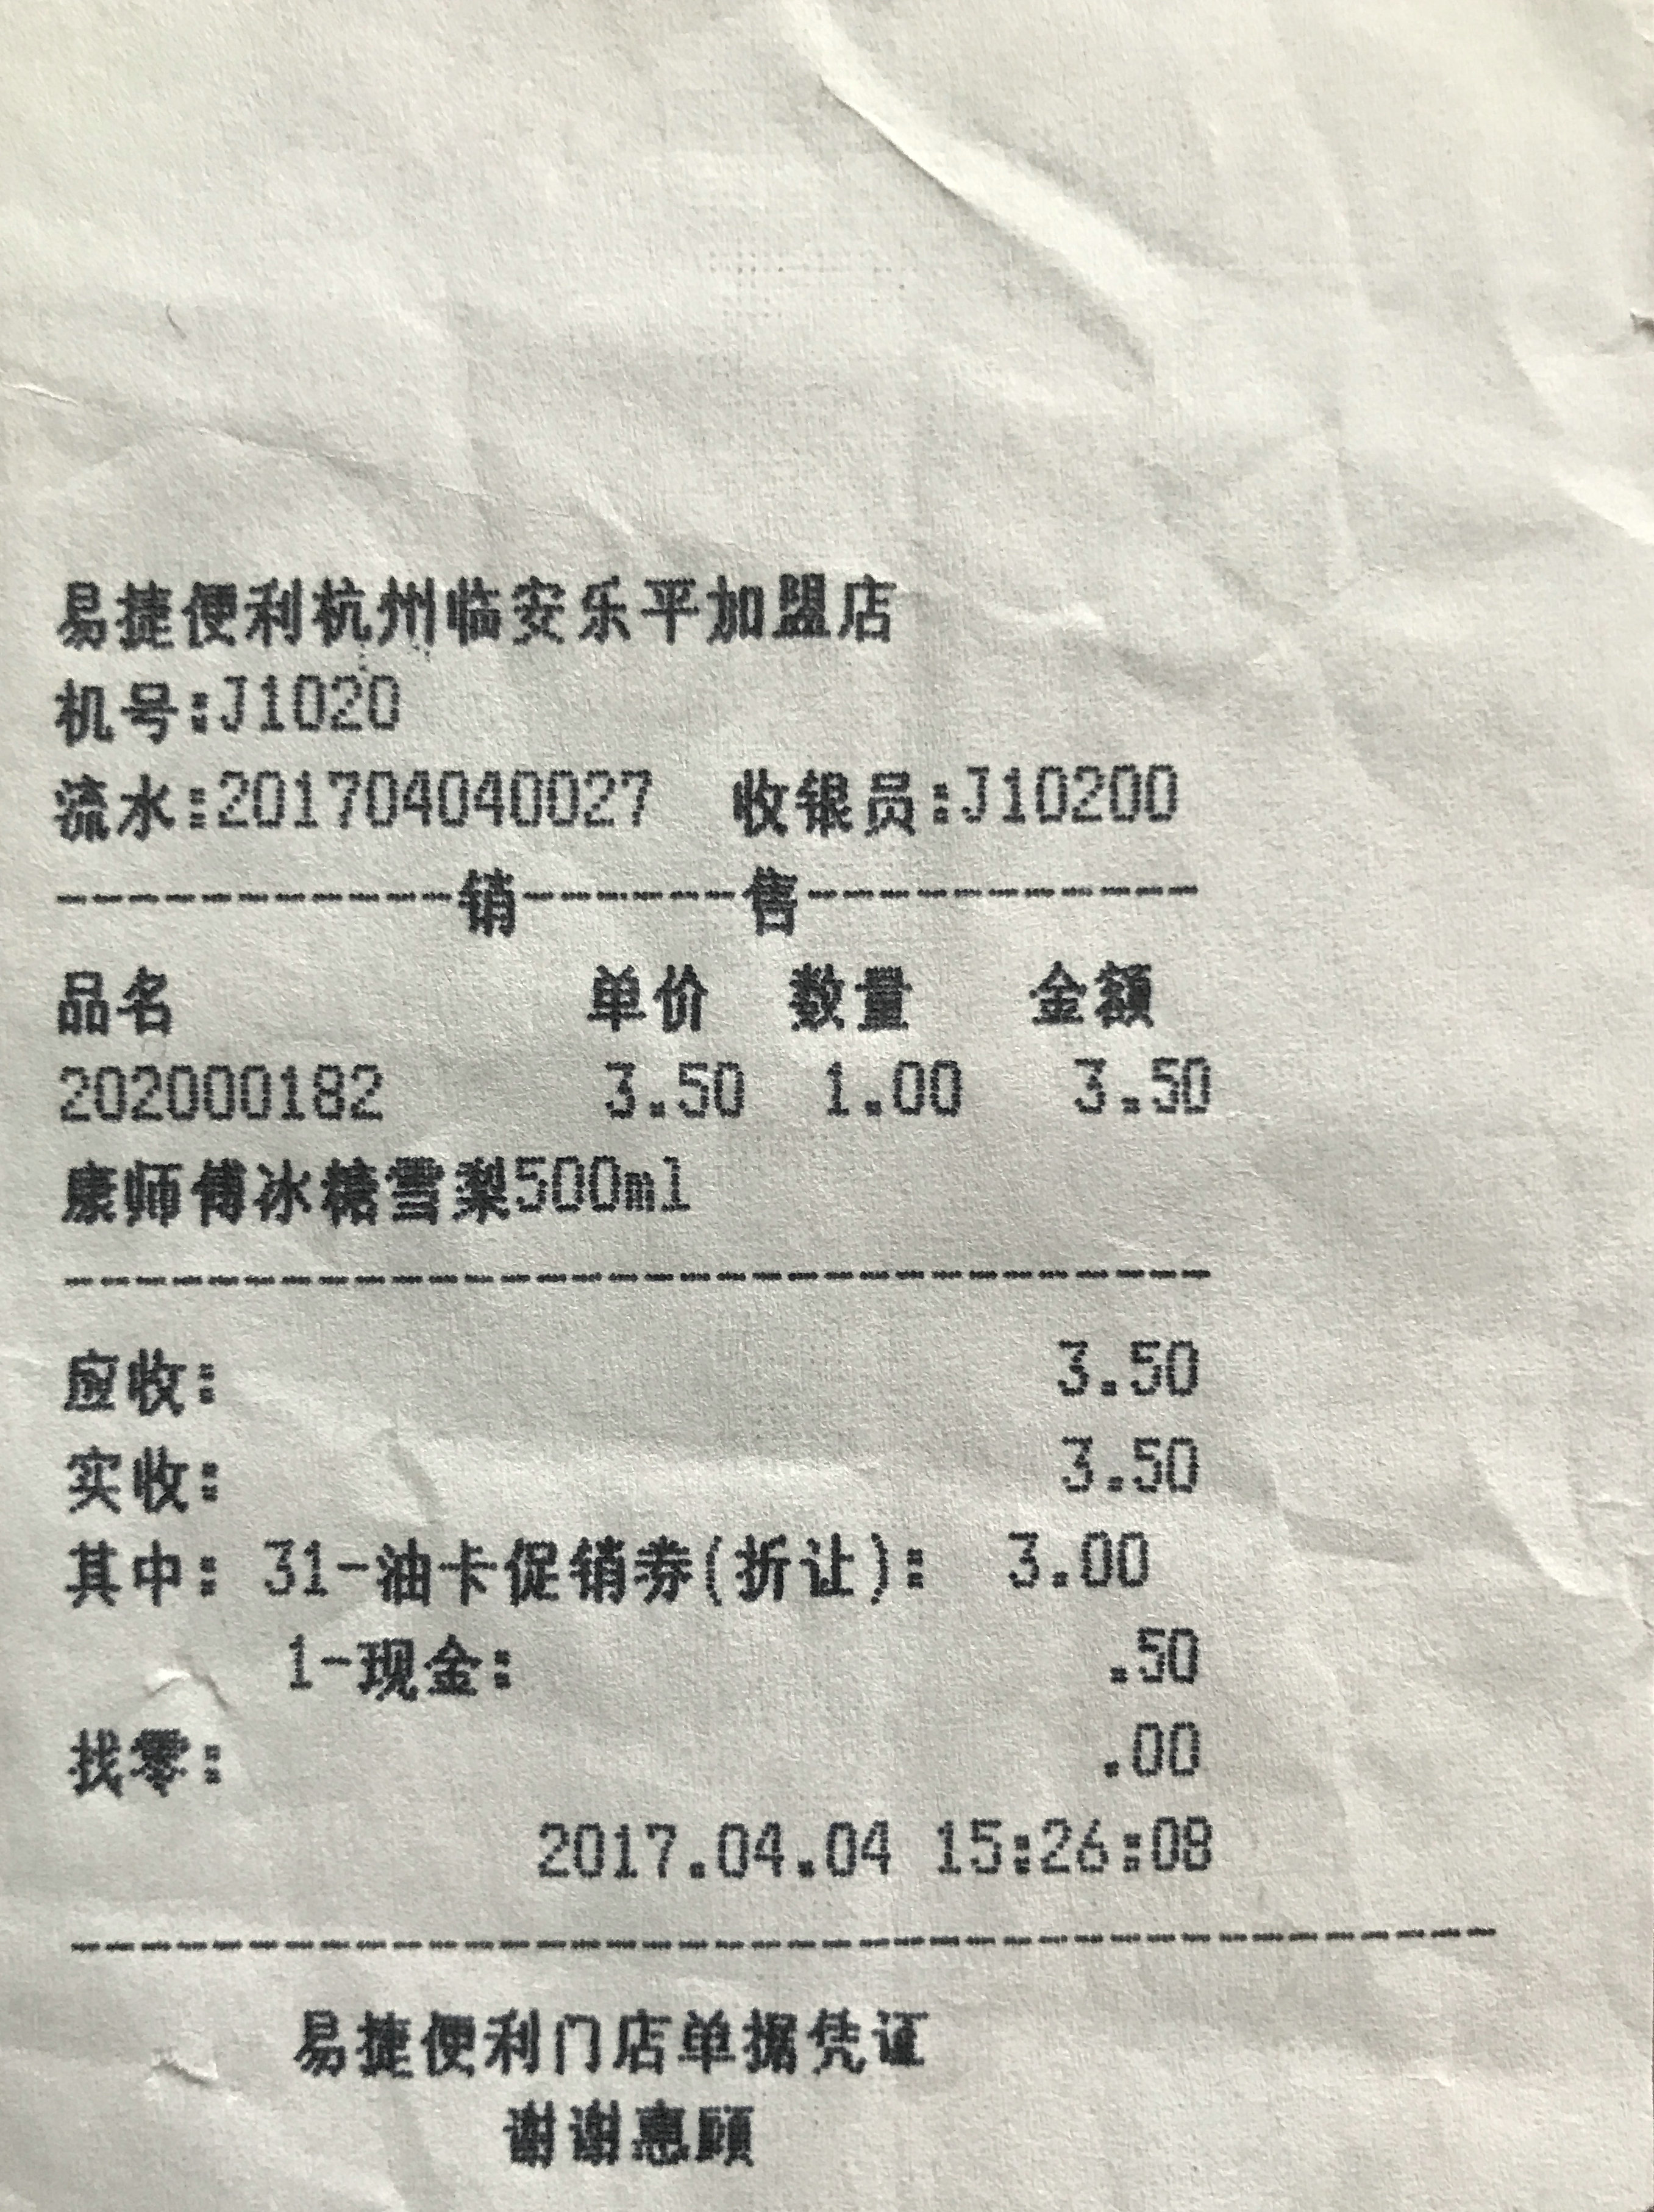 易捷便利杭州临安乐平加盟店
机号:J1020
流水:201704040027 收银员:J10200
----------销------售----------
品名 单价 数量 金额
202000182 3.50 1.00 3.50
康师傅冰糖雪梨500ml
--------------------------------
应收: 3.50
实收: 3.50
其中: 31-油卡促销券(折让): 3.00
1-现金: .50
找零: .00
2017.04.04 15:26:08
----------------------------------------
易捷便利门店单据凭证
谢谢惠顾